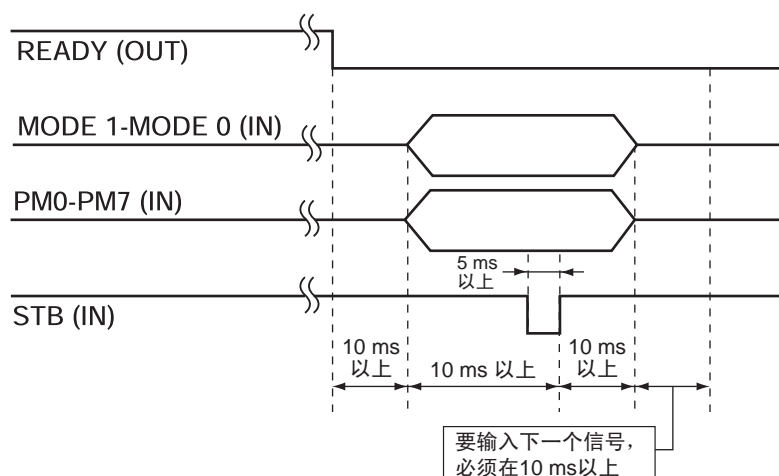 READY (OUT)
MODE 1-MODE 0 (IN)
PM0-PM7 (IN)
5 ms
以上
STB (IN)
10 ms
以上
10 ms 以上
10 ms
以上
要输入下一个信号，
必须在10 ms以上